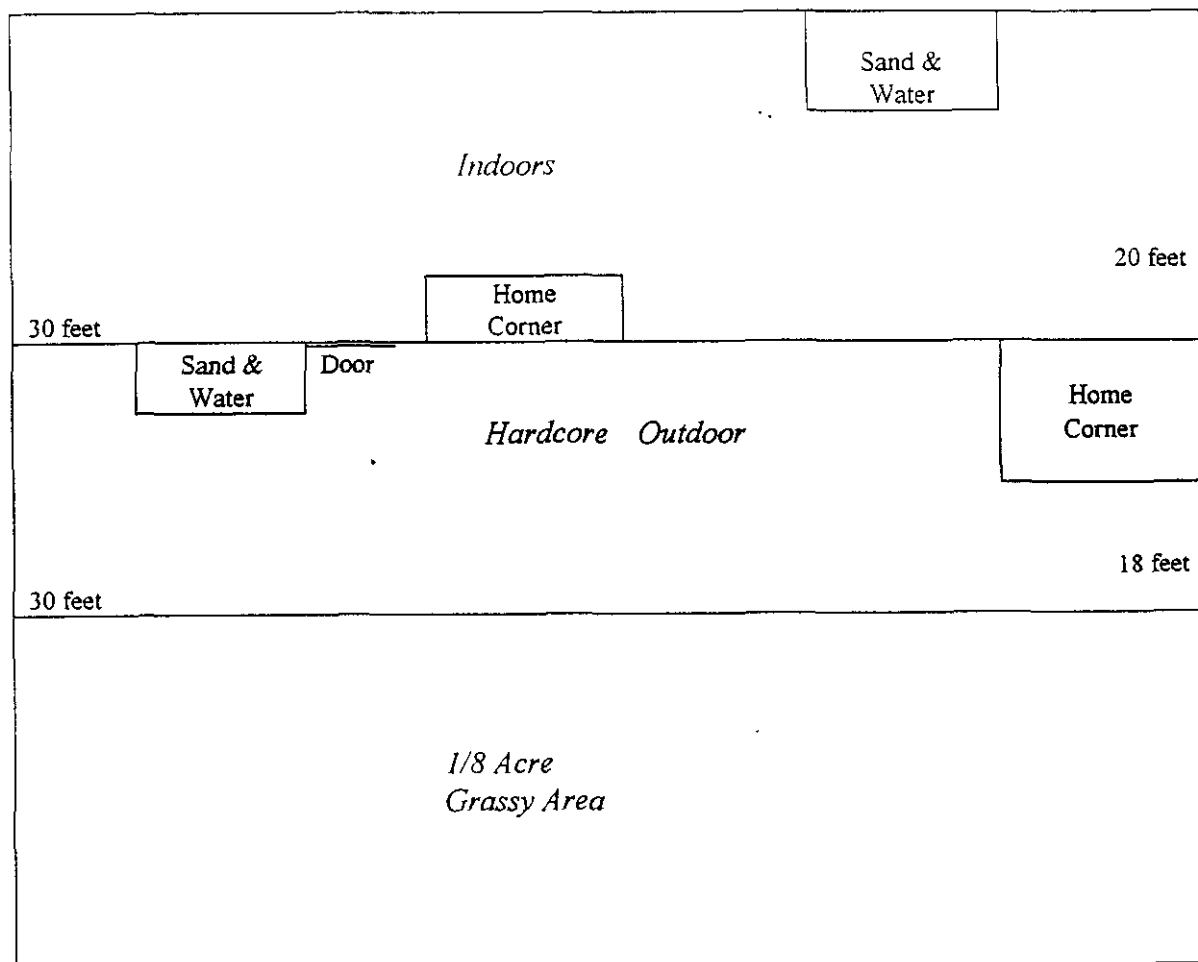 Sand &
Water
Indoors
20 feet
Home
Corner
30 feet
Sand &
Water
Door
Home
Corner
Hardcore Outdoor
18 feet
30 feet
1/8 Acre
Grassy Area